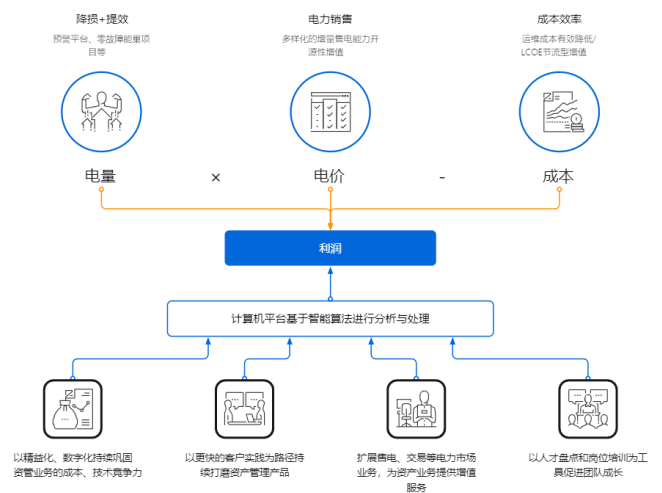 降损+提效
电力销售
成本效率
预警平台、零故障能巢项
目等
多样化的增量售电能力开
源性增值
运维成本有效降低/
LCOE节流型增值
电量 × 电价 - 成本
利润
计算机平台基于智能算法进行分析与处理
以精益化、数字化持续巩固
资管业务的成本、技术竞争力
以更快的客户实践为路径持
续打磨资产管理产品
扩展售电、交易等电力市场
业务，为资产业务提供增值
服务
以人才盘点和岗位培训为工
具促进团队成长